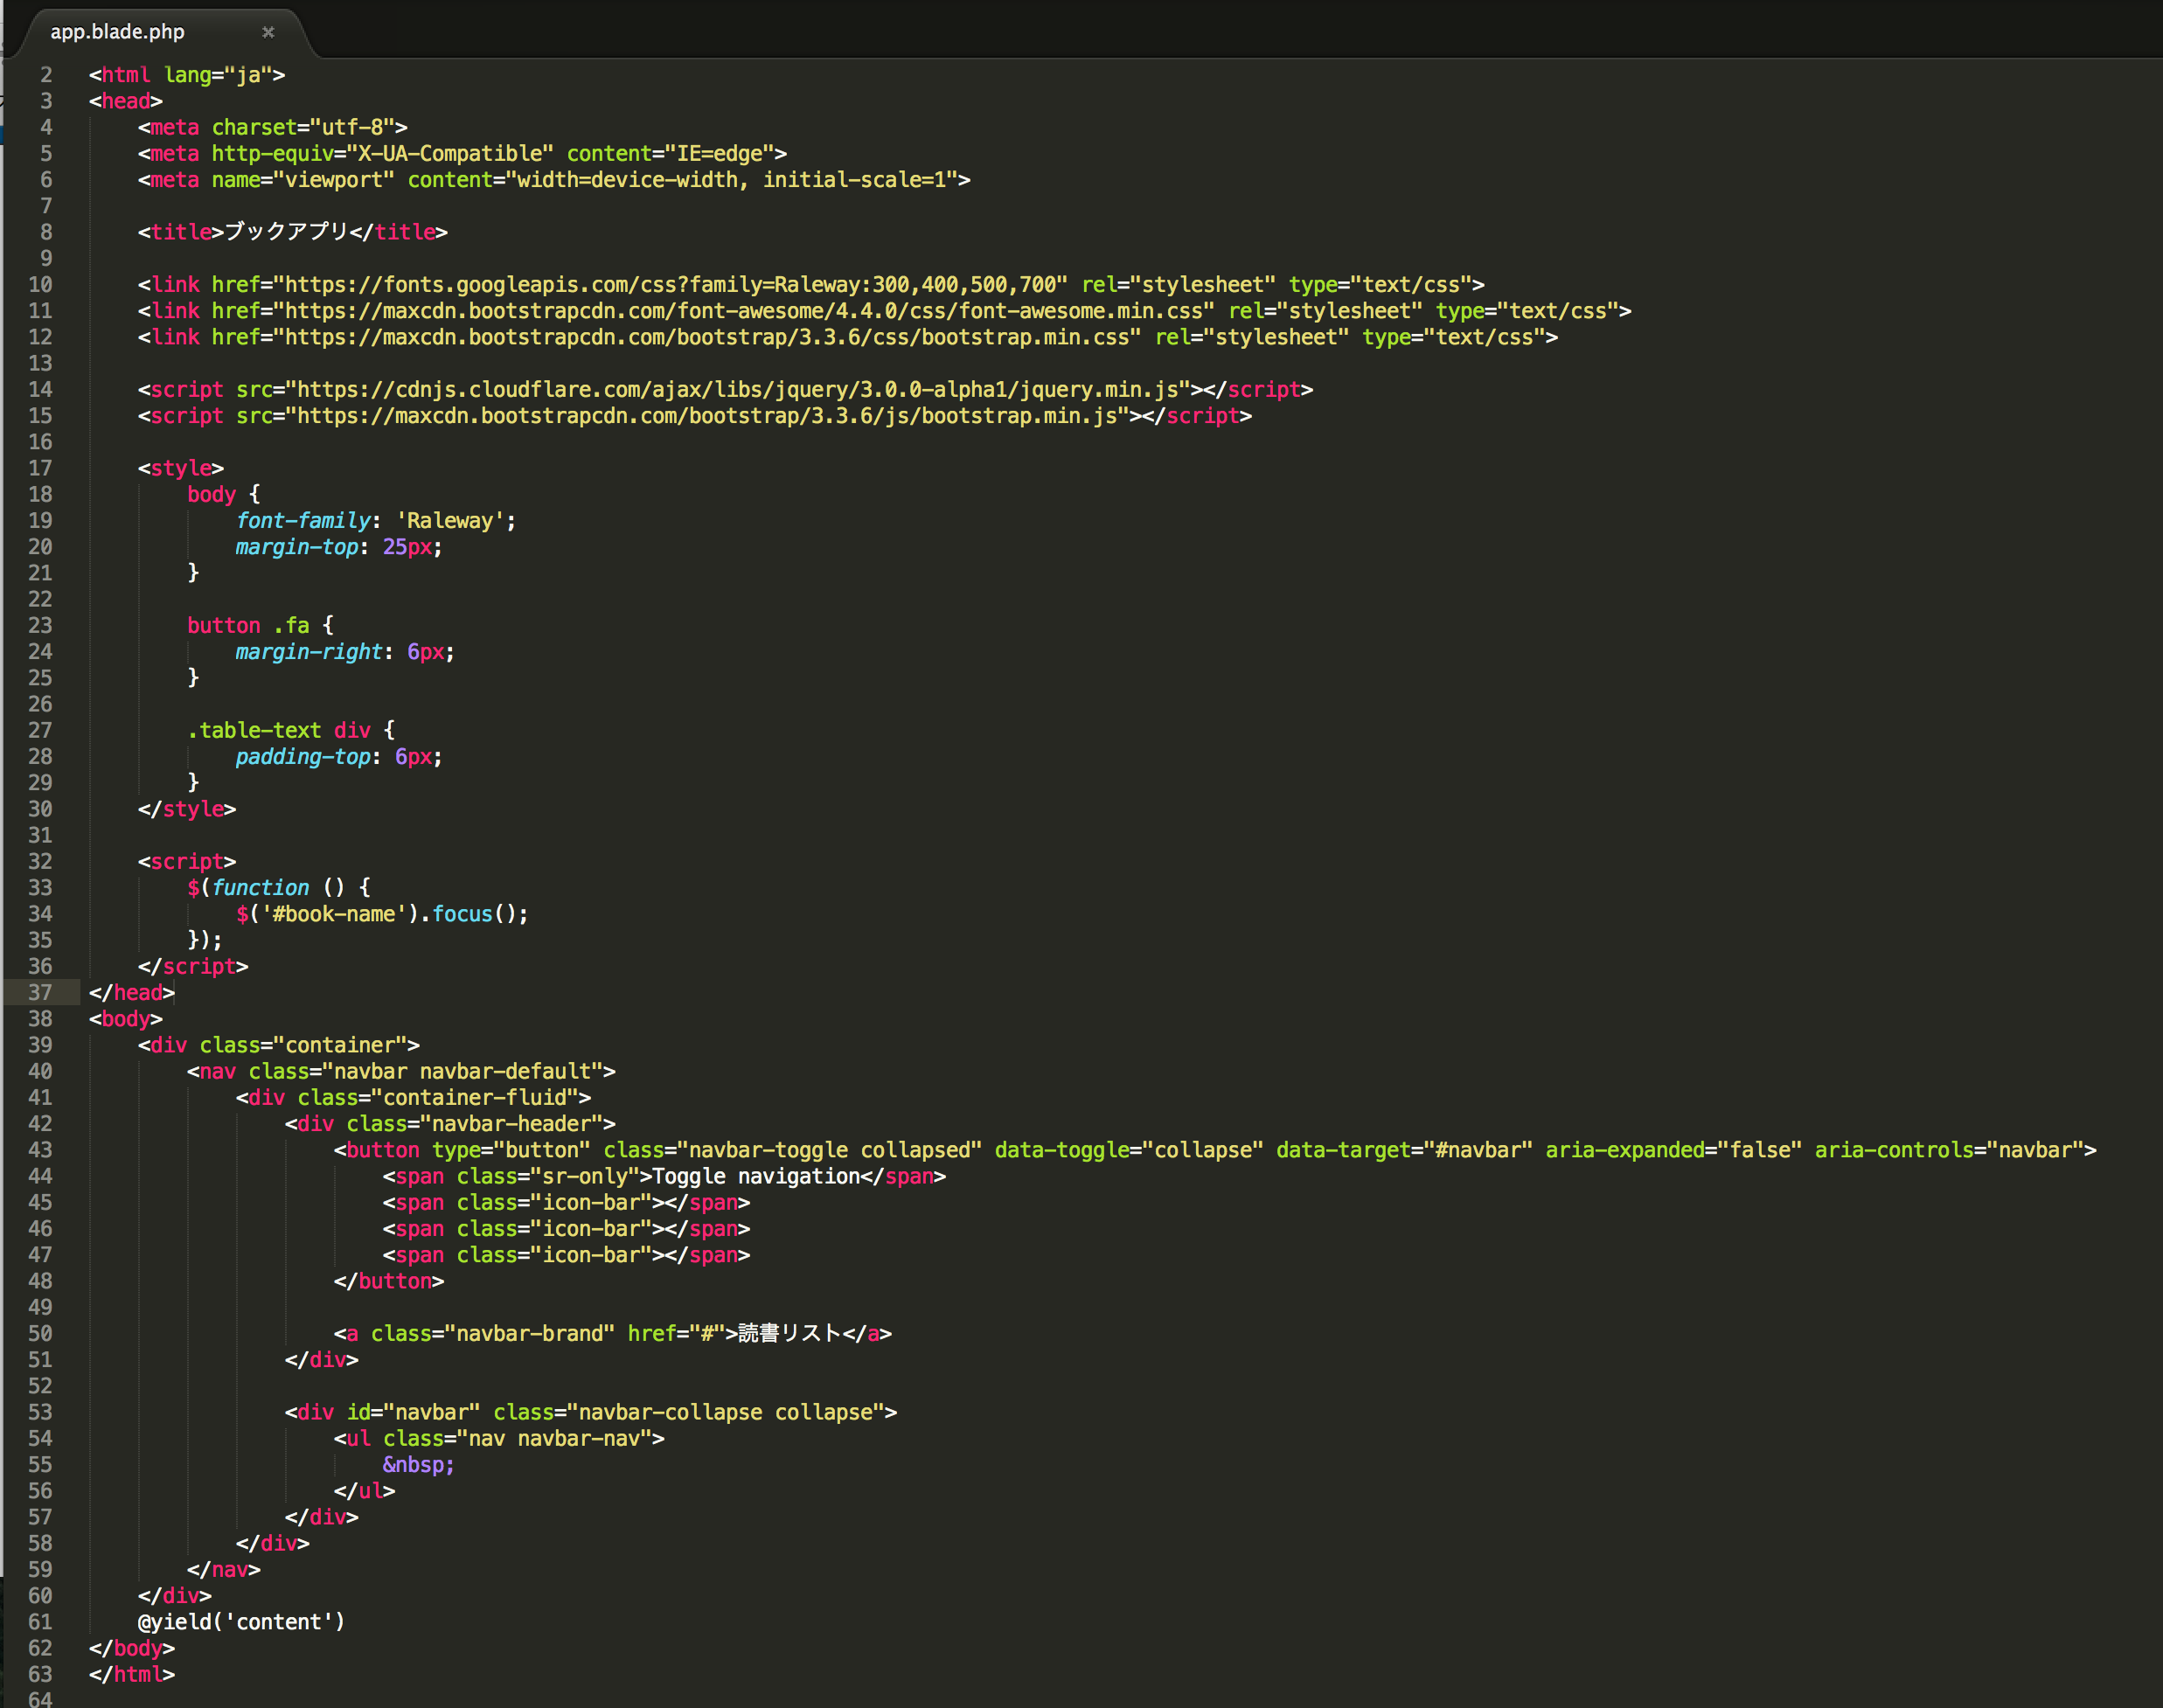 app.blade.php ×
2 <html lang="ja">
3 <head>
4     <meta charset="utf-8">
5     <meta http-equiv="X-UA-Compatible" content="IE=edge">
6     <meta name="viewport" content="width=device-width, initial-scale=1">
7
8     <title>ブックアプリ</title>
9
10     <link href="https://fonts.googleapis.com/css?family=Raleway:300,400,500,700" rel="stylesheet" type="text/css">
11     <link href="https://maxcdn.bootstrapcdn.com/font-awesome/4.4.0/css/font-awesome.min.css" rel="stylesheet" type="text/css">
12     <link href="https://maxcdn.bootstrapcdn.com/bootstrap/3.3.6/css/bootstrap.min.css" rel="stylesheet" type="text/css">
13
14     <script src="https://cdnjs.cloudflare.com/ajax/libs/jquery/3.0.0-alpha1/jquery.min.js"></script>
15     <script src="https://maxcdn.bootstrapcdn.com/bootstrap/3.3.6/js/bootstrap.min.js"></script>
16
17     <style>
18         body {
19             font-family: 'Raleway';
20             margin-top: 25px;
21         }
22
23         button .fa {
24             margin-right: 6px;
25         }
26
27         .table-text div {
28             padding-top: 6px;
29         }
30     </style>
31
32     <script>
33         $(function () {
34             $('#book-name').focus();
35         });
36     </script>
37 </head>
38 <body>
39     <div class="container">
40         <nav class="navbar navbar-default">
41             <div class="container-fluid">
42                 <div class="navbar-header">
43                     <button type="button" class="navbar-toggle collapsed" data-toggle="collapse" data-target="#navbar" aria-expanded="false" aria-controls="navbar">
44                         <span class="sr-only">Toggle navigation</span>
45                         <span class="icon-bar"></span>
46                         <span class="icon-bar"></span>
47                         <span class="icon-bar"></span>
48                     </button>
49
50                     <a class="navbar-brand" href="#">読書リスト</a>
51                 </div>
52
53                 <div id="navbar" class="navbar-collapse collapse">
54                     <ul class="nav navbar-nav">
55                         &nbsp;
56                     </ul>
57                 </div>
58             </div>
59         </nav>
60     </div>
61     @yield('content')
62 </body>
63 </html>
64